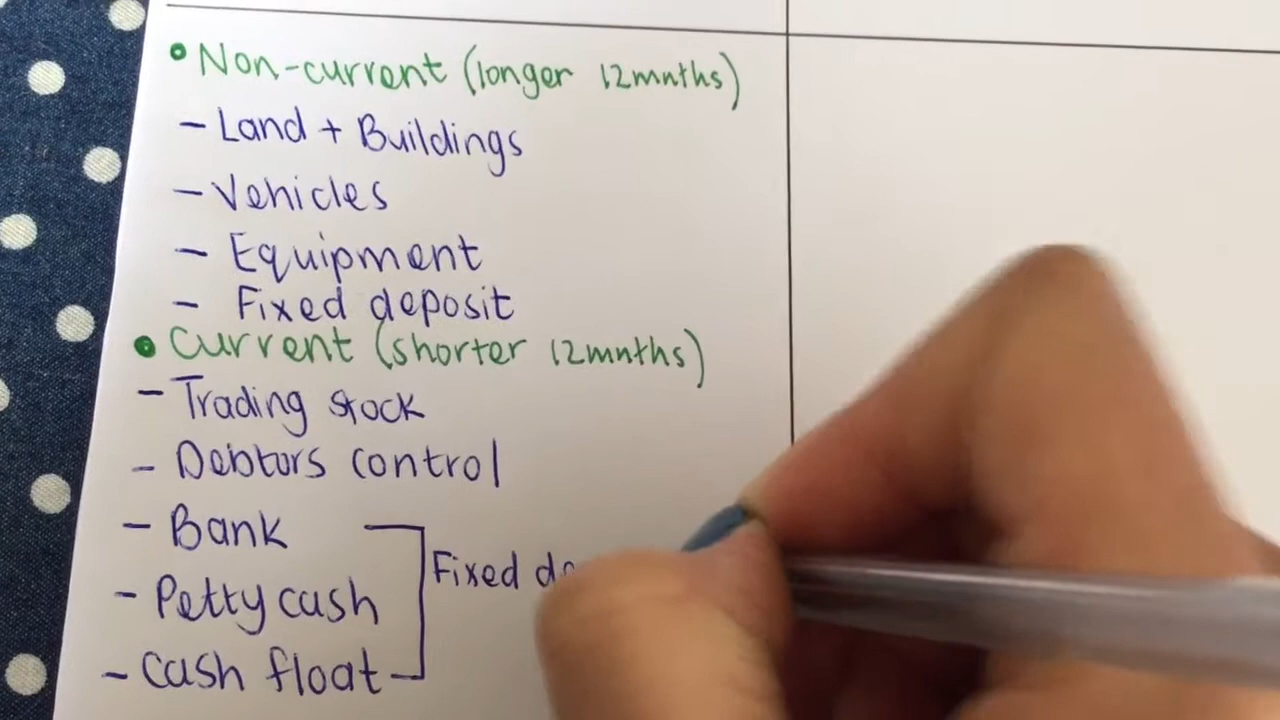 • Non-current (longer 12mnths)
- Land + Buildings
- Vehicles
- Equipment
- Fixed deposit
• Current (shorter 12mnths)
- Trading stock
- Debtors control
- Bank
Fixed
- Petty cash
- Cash float